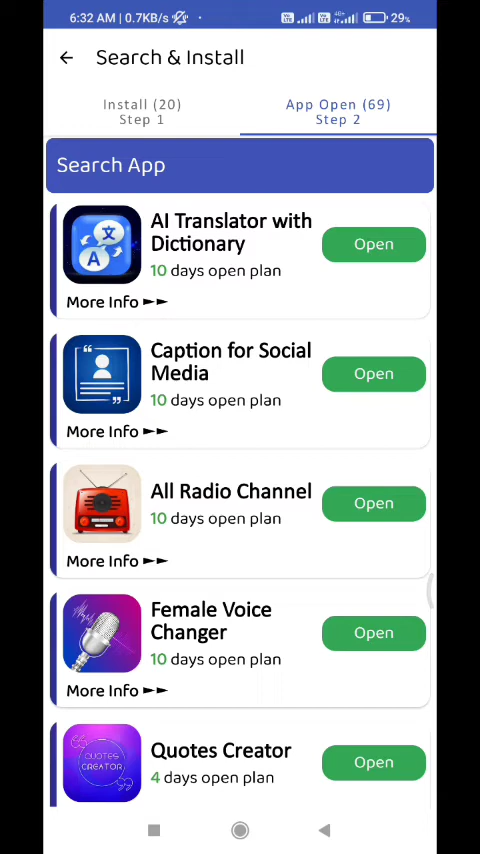 6:32 AM | 0.7KB/s
4G+
29%
Search & Install
Install (20)
Step 1
App Open (69)
Step 2
Search App
AI Translator with
Dictionary
10 days open plan
Open
More Info ►►
Caption for Social
Media
10 days open plan
Open
More Info ►►
All Radio Channel
10 days open plan
Open
More Info ►►
Female Voice
Changer
10 days open plan
Open
More Info ►►
QUOTES
CREATOR
Quotes Creator
4 days open plan
Open